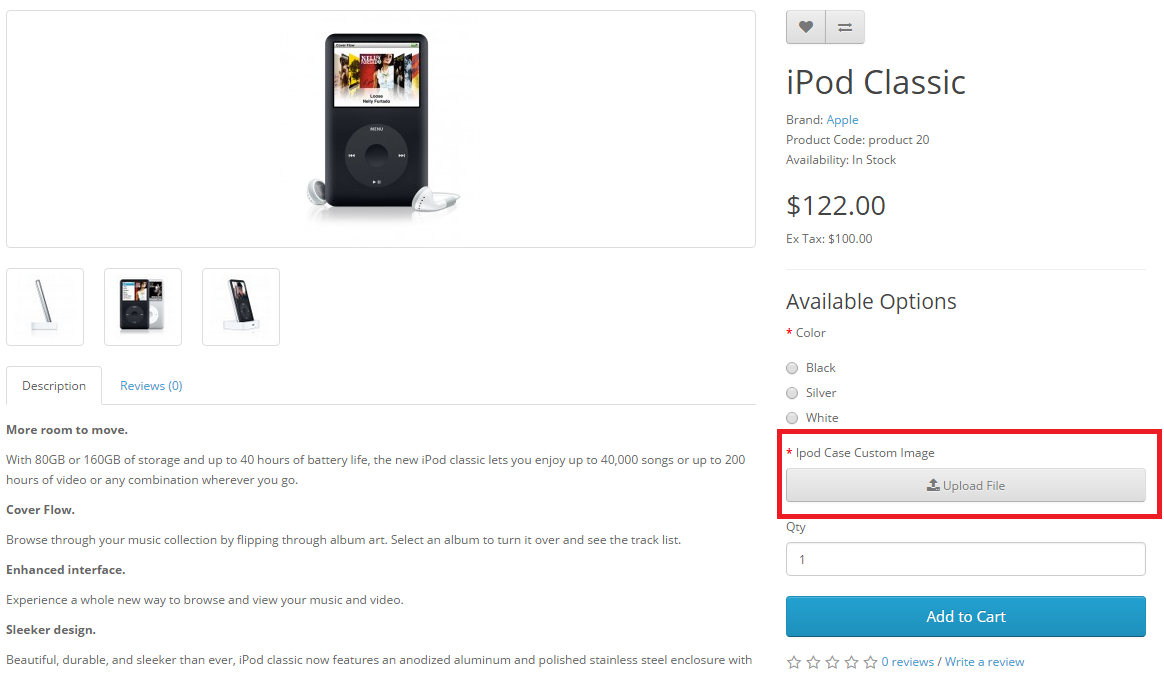 Cover Flow
NELLY
FURTADO
Loose
Nelly Furtado
MENU
Description
Reviews (0)
More room to move.
With 80GB or 160GB of storage and up to 40 hours of battery life, the new iPod classic lets you enjoy up to 40,000 songs or up to 200
hours of video or any combination wherever you go.
Cover Flow.
Browse through your music collection by flipping through album art. Select an album to turn it over and see the track list.
Enhanced interface.
Experience a whole new way to browse and view your music and video.
Sleeker design.
Beautiful, durable, and sleeker than ever, iPod classic now features an anodized aluminum and polished stainless steel enclosure with
iPod Classic
Brand: Apple
Product Code: product 20
Availability: In Stock
$122.00
Ex Tax: $100.00
Available Options
* Color
Black
Silver
White
* Ipod Case Custom Image
Upload File
Qty
1
Add to Cart
0 reviews / Write a review